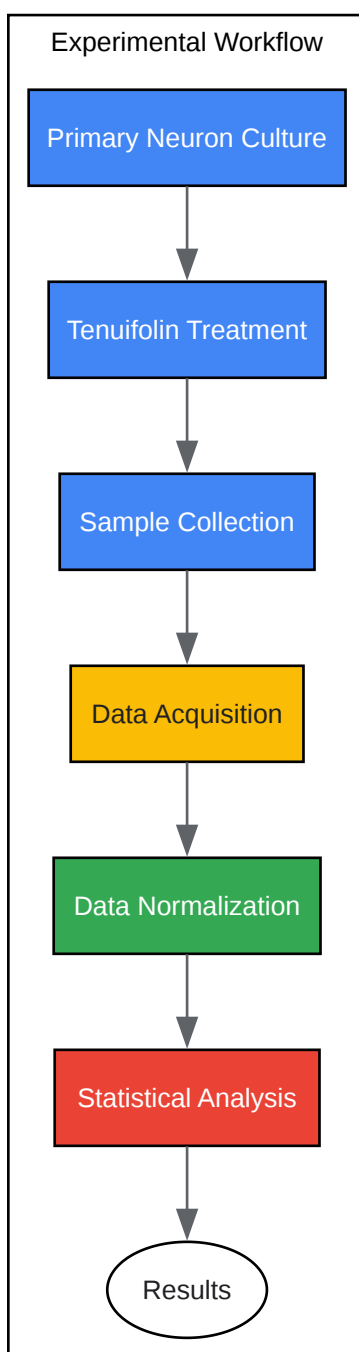 Experimental Workflow
Primary Neuron Culture
Tenuifolin Treatment
Sample Collection
Data Acquisition
Data Normalization
Statistical Analysis
Results